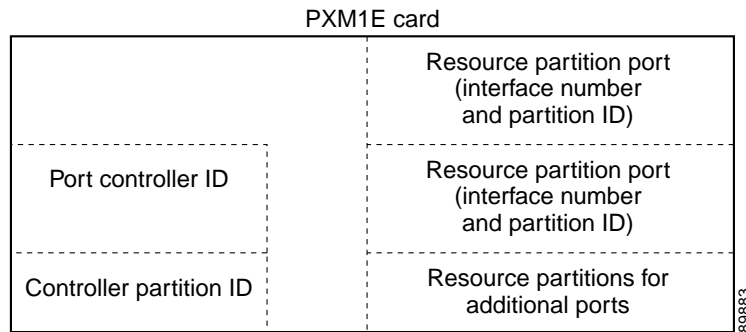 PXM1E card
Resource partition port
(interface number
and partition ID)
Port controller ID
Resource partition port
(interface number
and partition ID)
Controller partition ID
Resource partitions for
additional ports
89883